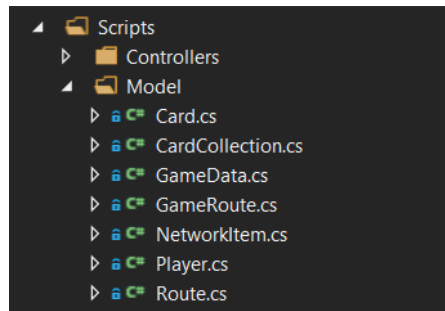 Scripts
Controllers
Model
C# Card.cs
C# CardCollection.cs
C# GameData.cs
C# GameRoute.cs
C# NetworkItem.cs
C# Player.cs
C# Route.cs